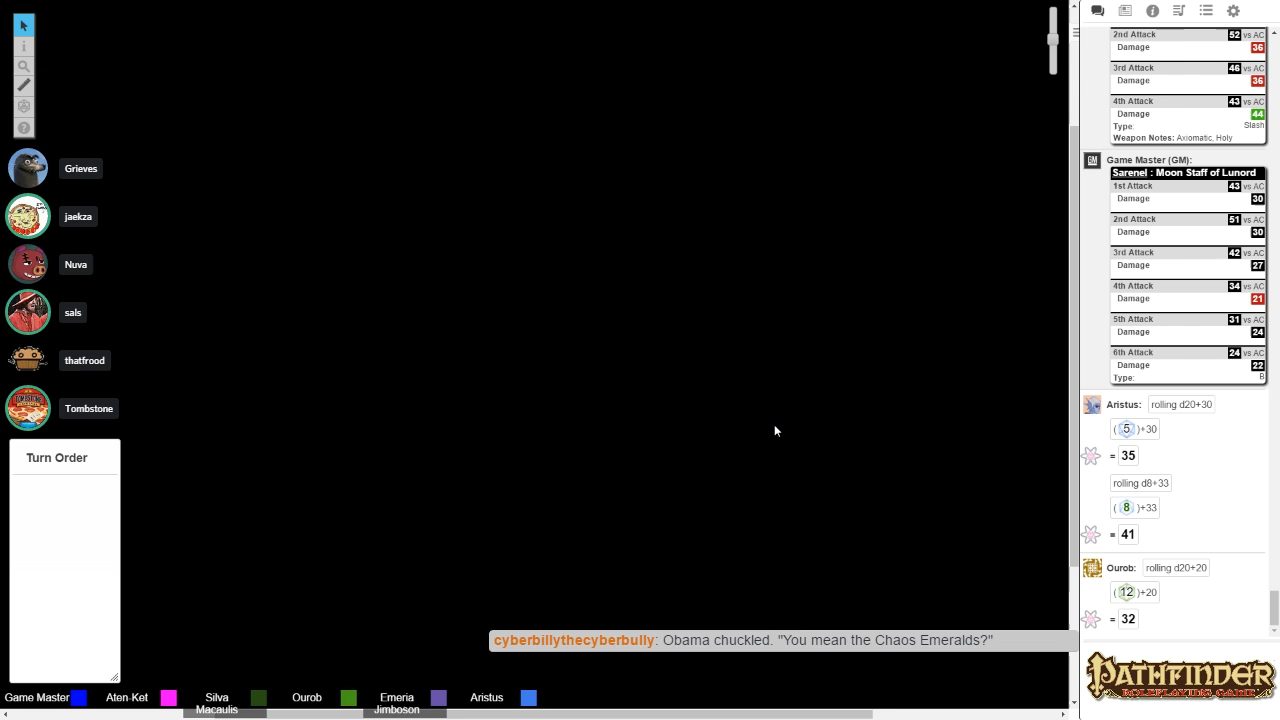 2nd Attack 52 vs AC
Damage 36
3rd Attack 46 vs AC
Damage 36
4th Attack 43 vs AC
Damage 44
Type: Slash
Weapon Notes: Axiomatic, Holy
GM Game Master (GM):
Sarenel : Moon Staff of Lunord
1st Attack 43 vs AC
Damage 30
2nd Attack 51 vs AC
Damage 30
3rd Attack 42 vs AC
Damage 27
4th Attack 34 vs AC
Damage 21
5th Attack 31 vs AC
Damage 24
6th Attack 24 vs AC
Damage 22
Type: B
Aristus: rolling d20+30
(5)+30
= 35
rolling d8+33
(8)+33
= 41
Ourob: rolling d20+20
(12)+20
= 32
PATHFINDER
ROLEPLAYING GAME
Grieves
jaekza
Nuva
sals
thatfrood
Tombstone
Turn Order
cyberbillythecyberbully: Obama chuckled. "You mean the Chaos Emeralds?"
Game Master
Aten-Ket
Silva
Macaulis
Ourob
Emeria
Jimboson
Aristus